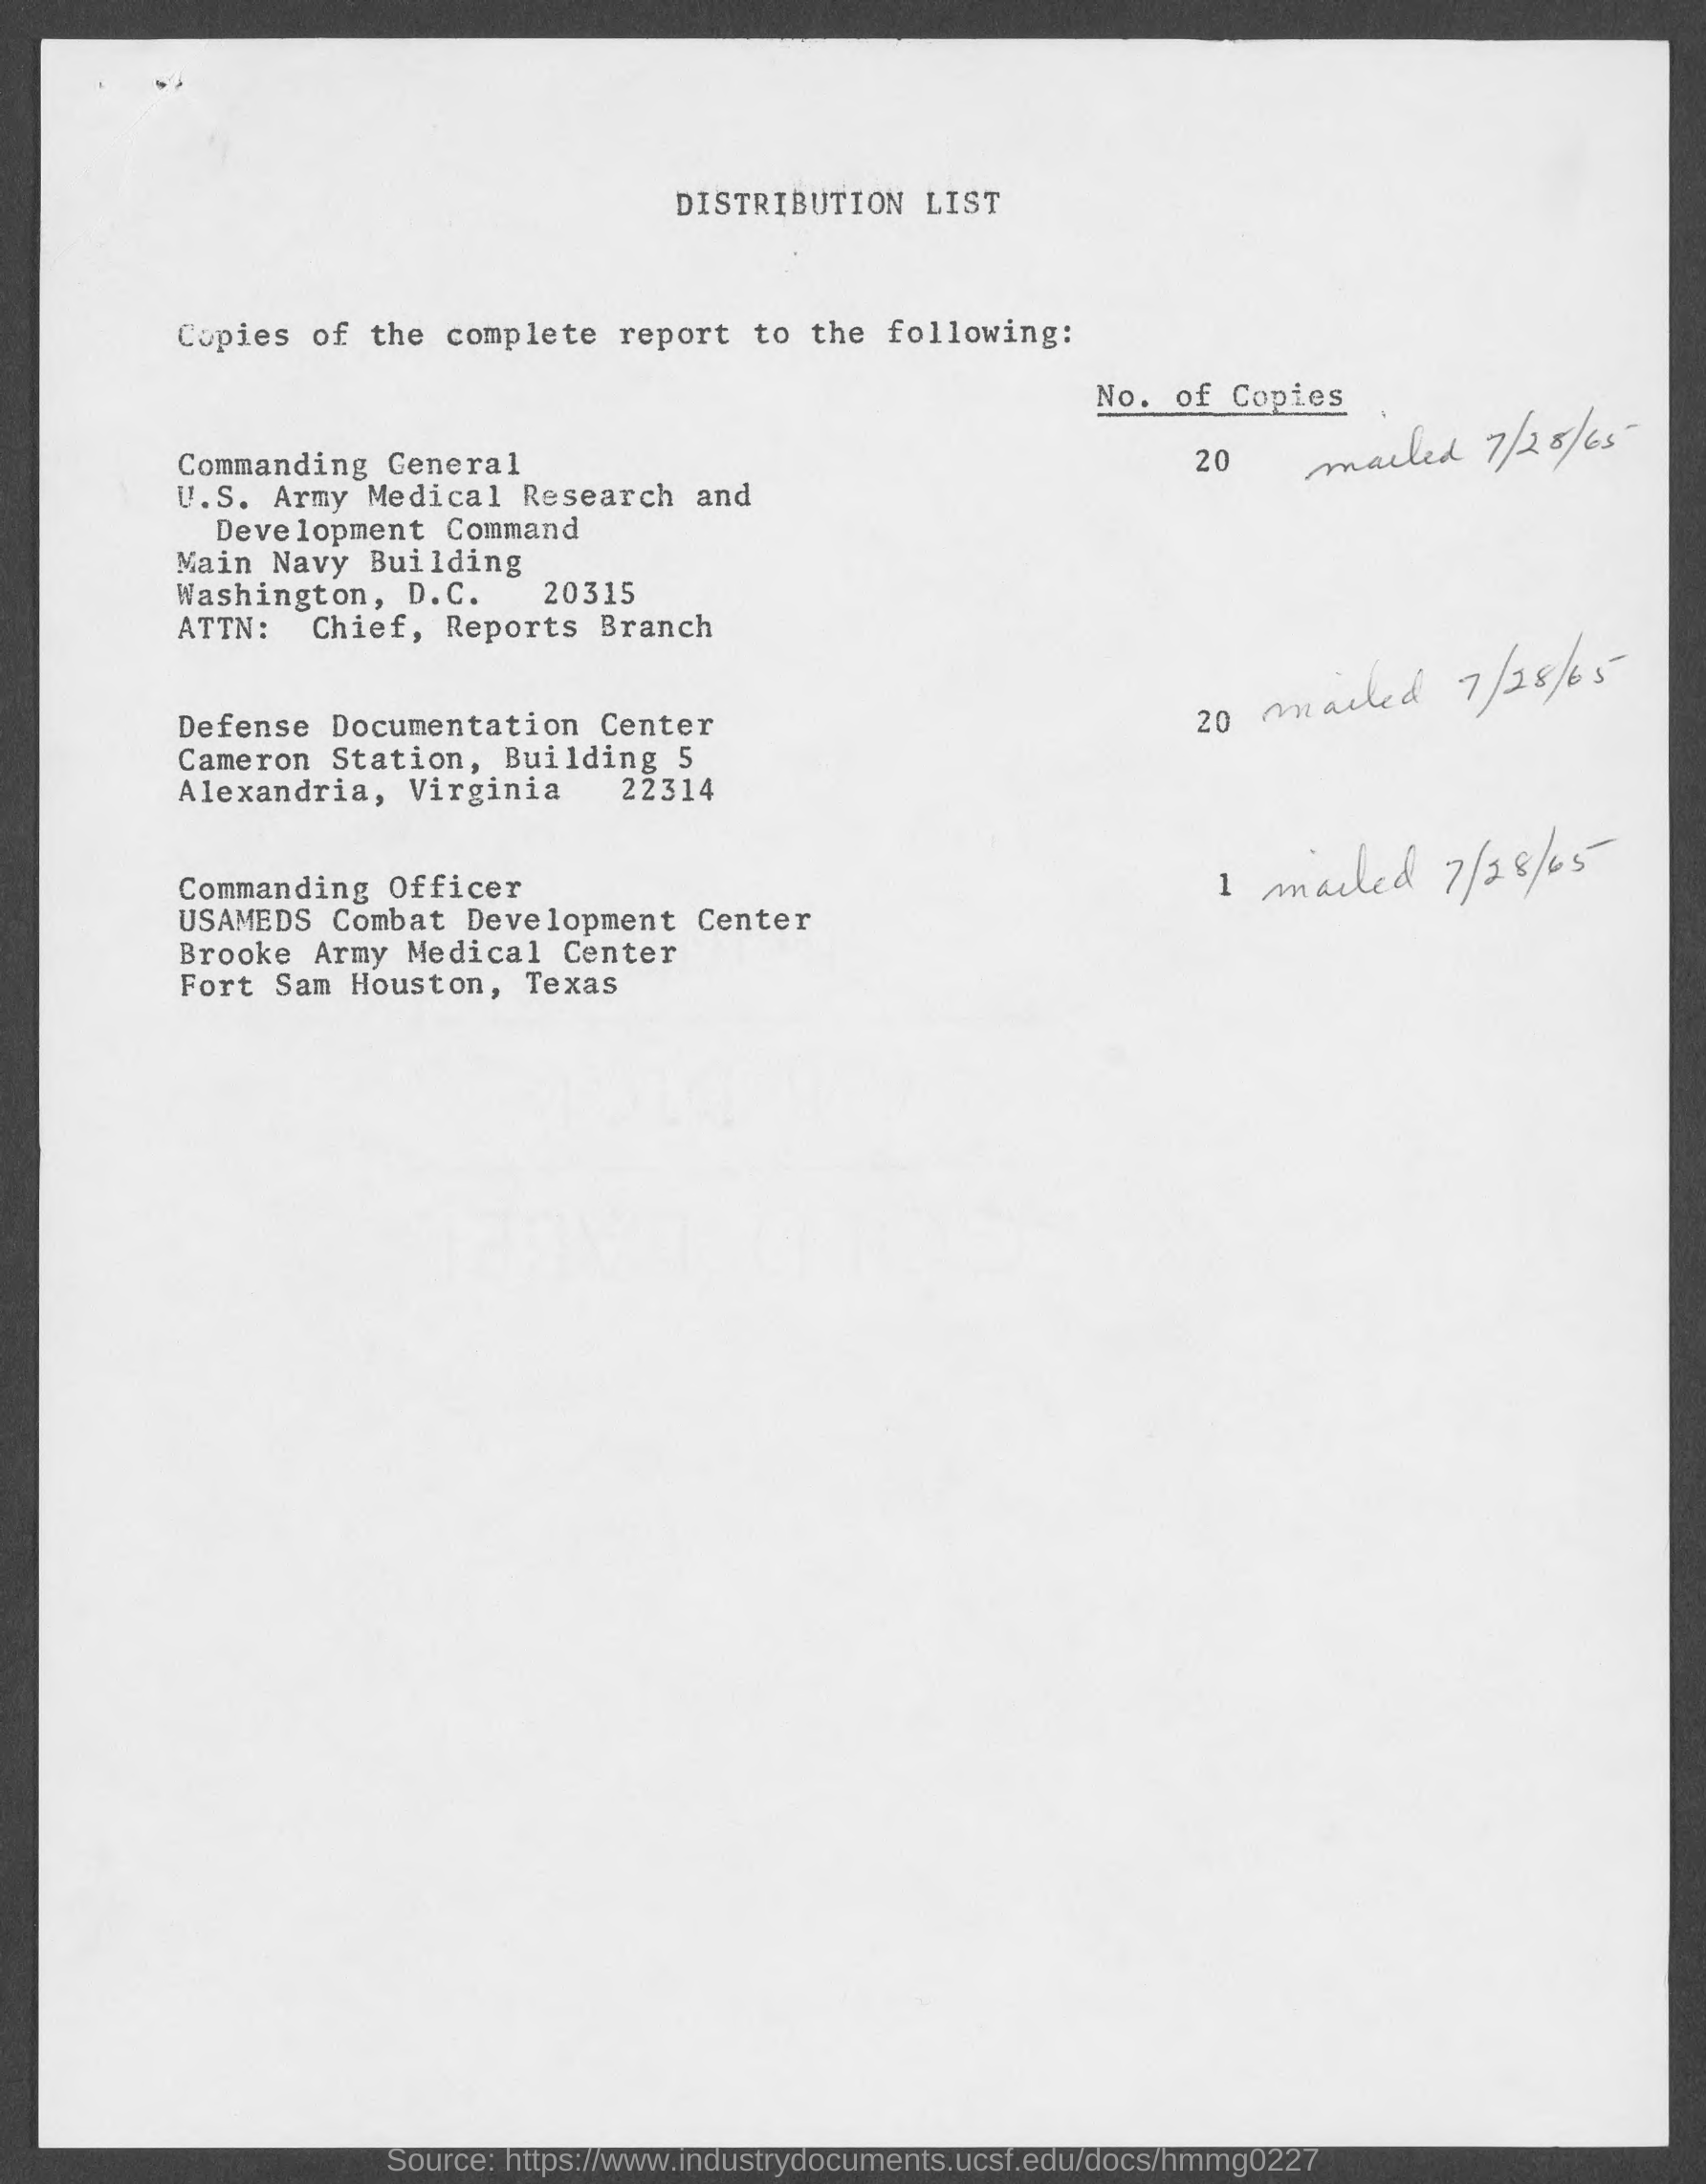 DISTRIBUTION LIST
Copies of the complete report to the following:
No. of Copies
Commanding General 20 mailed 7/28/65
U.S. Army Medical Research and
Development Command
Main Navy Building
Washington, D.C. 20315
ATTN: Chief, Reports Branch
Defense Documentation Center 20 mailed 7/28/65
Cameron Station, Building 5
Alexandria, Virginia 22314
Commanding Officer 1 mailed 7/28/65
USAMEDS Combat Development Center
Brooke Army Medical Center
Fort Sam Houston, Texas
Source: https://www.industrydocuments.ucsf.edu/docs/hmmg0227